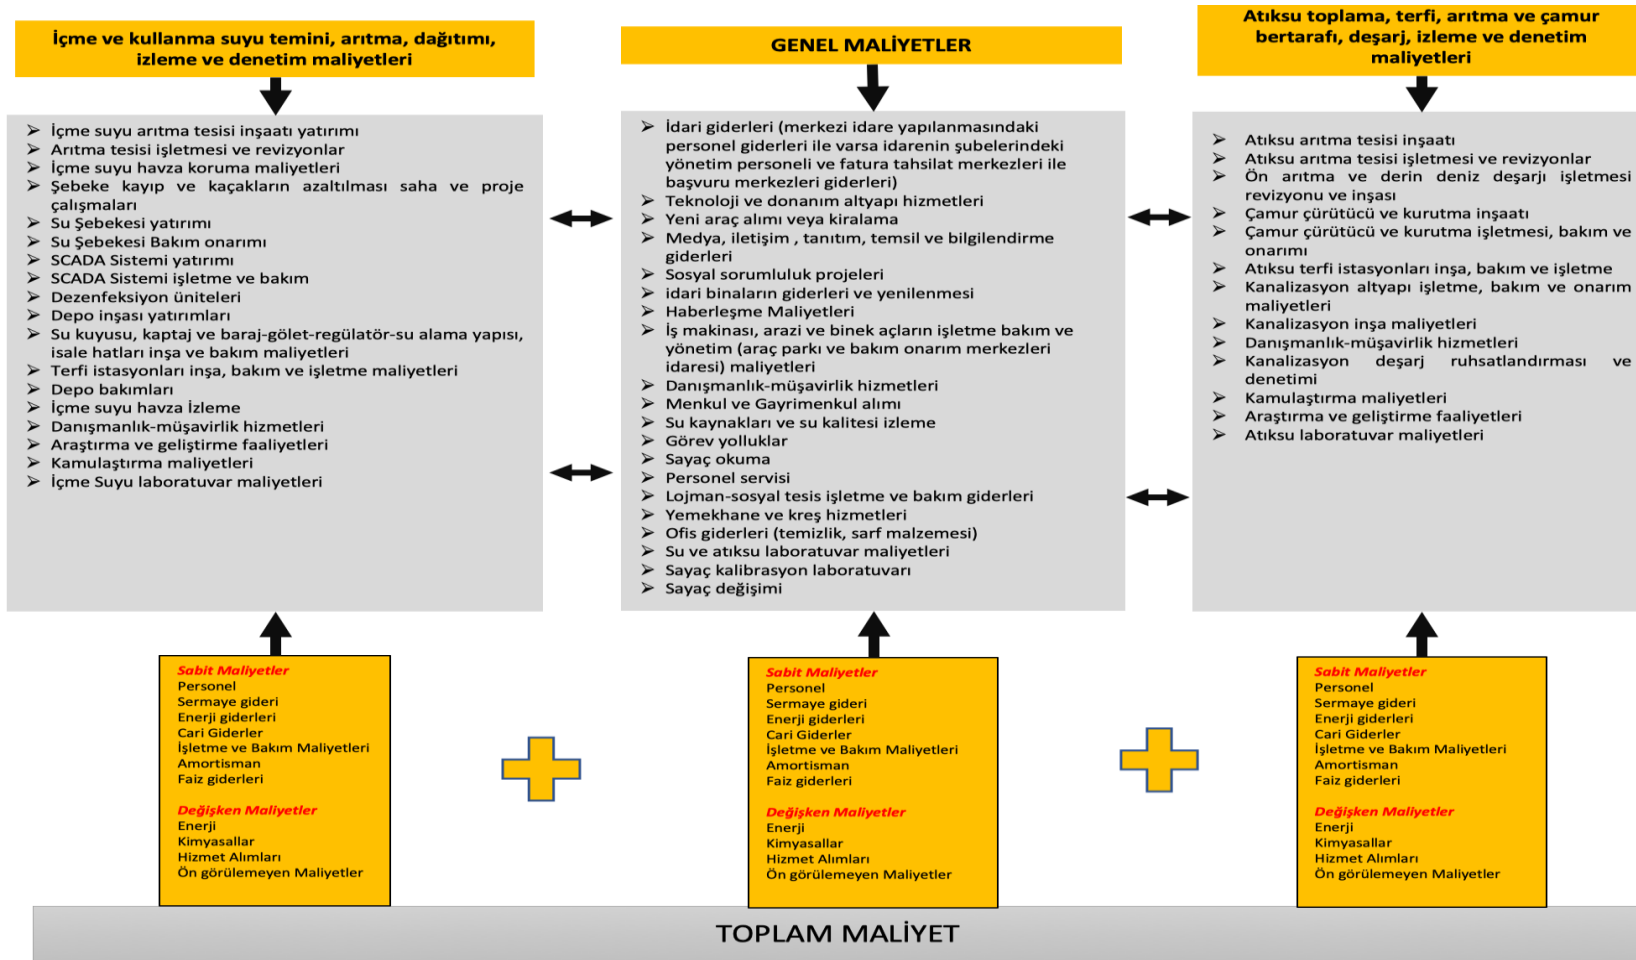 İçme ve kullanma suyu temini, arıtma, dağıtımı,
izleme ve denetim maliyetleri
İçme suyu arıtma tesisi inşaatı yatırımı
Arıtma tesisi işletmesi ve revizyonlar
İçme suyu havza koruma maliyetleri
Şebeke kayıp ve kaçakların azaltılması saha ve proje
çalışmaları
Su Şebekesi yatırımı
Su Şebekesi Bakım onarımı
SCADA Sistemi yatırımı
SCADA Sistemi işletme ve bakım
Dezenfeksiyon üniteleri
Depo inşası yatırımları
Su kuyusu, kaptaj ve baraj-gölet-regülatör-su alama yapısı,
isale hatları inşa ve bakım maliyetleri
Terfi istasyonları inşa, bakım ve işletme maliyetleri
Depo bakımları
İçme suyu havza İzleme
Danışmanlık-müşavirlik hizmetleri
Araştırma ve geliştirme faaliyetleri
Kamulaştırma maliyetleri
İçme Suyu laboratuvar maliyetleri
GENEL MALİYETLER
İdari giderleri (merkezi idare yapılanmasındaki
personel giderleri ile varsa idarenin şubelerindeki
yönetim personeli ve fatura tahsilat merkezleri ile
başvuru merkezleri giderleri)
Teknoloji ve donanım altyapı hizmetleri
Yeni araç alımı veya kiralama
Medya, iletişim , tanıtım, temsil ve bilgilendirme
giderleri
Sosyal sorumluluk projeleri
idari binaların giderleri ve yenilenmesi
Haberleşme Maliyetleri
İş makinası, arazi ve binek açların işletme bakım ve
yönetim (araç parkı ve bakım onarım merkezleri
idaresi) maliyetleri
Danışmanlık-müşavirlik hizmetleri
Menkul ve Gayrimenkul alımı
Su kaynakları ve su kalitesi izleme
Görev yolluklar
Sayaç okuma
Personel servisi
Lojman-sosyal tesis işletme ve bakım giderleri
Yemekhane ve kreş hizmetleri
Ofis giderleri (temizlik, sarf malzemesi)
Su ve atıksu laboratuvar maliyetleri
Sayaç kalibrasyon laboratuvarı
Sayaç değişimi
Atıksu toplama, terfi, arıtma ve çamur
bertarafı, deşarj, izleme ve denetim
maliyetleri
Atıksu arıtma tesisi inşaatı
Atıksu arıtma tesisi işletmesi ve revizyonlar
Ön arıtma ve derin deniz deşarjı işletmesi
revizyonu ve inşası
Çamur çürütücü ve kurutma inşaatı
Çamur çürütücü ve kurutma işletmesi, bakım ve
onarımı
Atıksu terfi istasyonları inşa, bakım ve işletme
Kanalizasyon altyapı işletme, bakım ve onarım
maliyetleri
Kanalizasyon inşa maliyetleri
Danışmanlık-müşavirlik hizmetleri
Kanalizasyon deşarj ruhsatlandırması ve
denetimi
Kamulaştırma maliyetleri
Araştırma ve geliştirme faaliyetleri
Atıksu laboratuvar maliyetleri
Sabit Maliyetler
Personel
Sermaye gideri
Enerji giderleri
Cari Giderler
İşletme ve Bakım Maliyetleri
Amortisman
Faiz giderleri
Değişken Maliyetler
Enerji
Kimyasallar
Hizmet Alımları
Ön görülemeyen Maliyetler
Sabit Maliyetler
Personel
Sermaye gideri
Enerji giderleri
Cari Giderler
İşletme ve Bakım Maliyetleri
Amortisman
Faiz giderleri
Değişken Maliyetler
Enerji
Kimyasallar
Hizmet Alımları
Ön görülemeyen Maliyetler
Sabit Maliyetler
Personel
Sermaye gideri
Enerji giderleri
Cari Giderler
İşletme ve Bakım Maliyetleri
Amortisman
Faiz giderleri
Değişken Maliyetler
Enerji
Kimyasallar
Hizmet Alımları
Ön görülemeyen Maliyetler
TOPLAM MALİYET